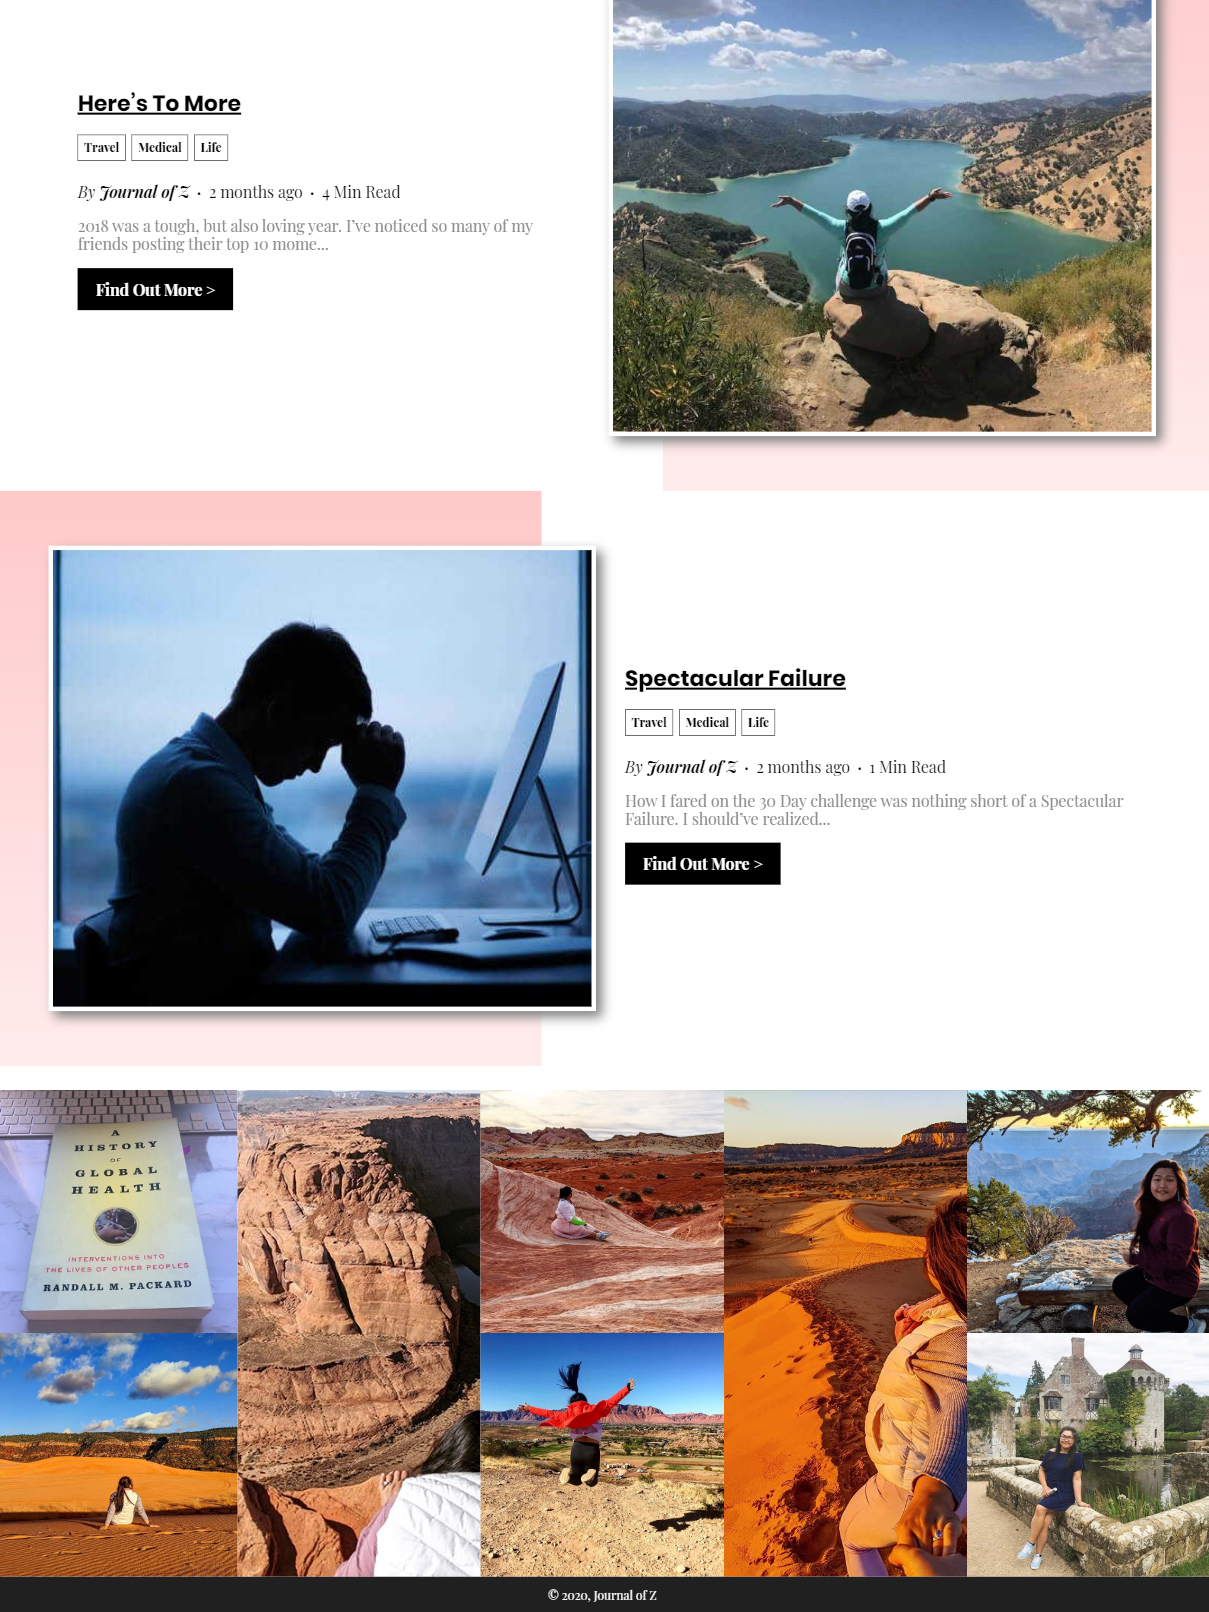 Here's To More
Travel Medical Life
By Journal of Z · 2 months ago · 4 Min Read
2018 was a tough, but also loving year. I've noticed so many of my
friends posting their top 10 mome...
Find Out More >
Spectacular Failure
Travel Medical Life
By Journal of Z · 2 months ago · 1 Min Read
How I fared on the 30 Day challenge was nothing short of a Spectacular
Failure. I should've realized...
Find Out More >
A
HISTORY
OF
GLOBAL
HEALTH
INTERVENTIONS INTO
THE LIVES OF OTHER PEOPLES
RANDALL M. PACKARD
© 2020, Journal of Z